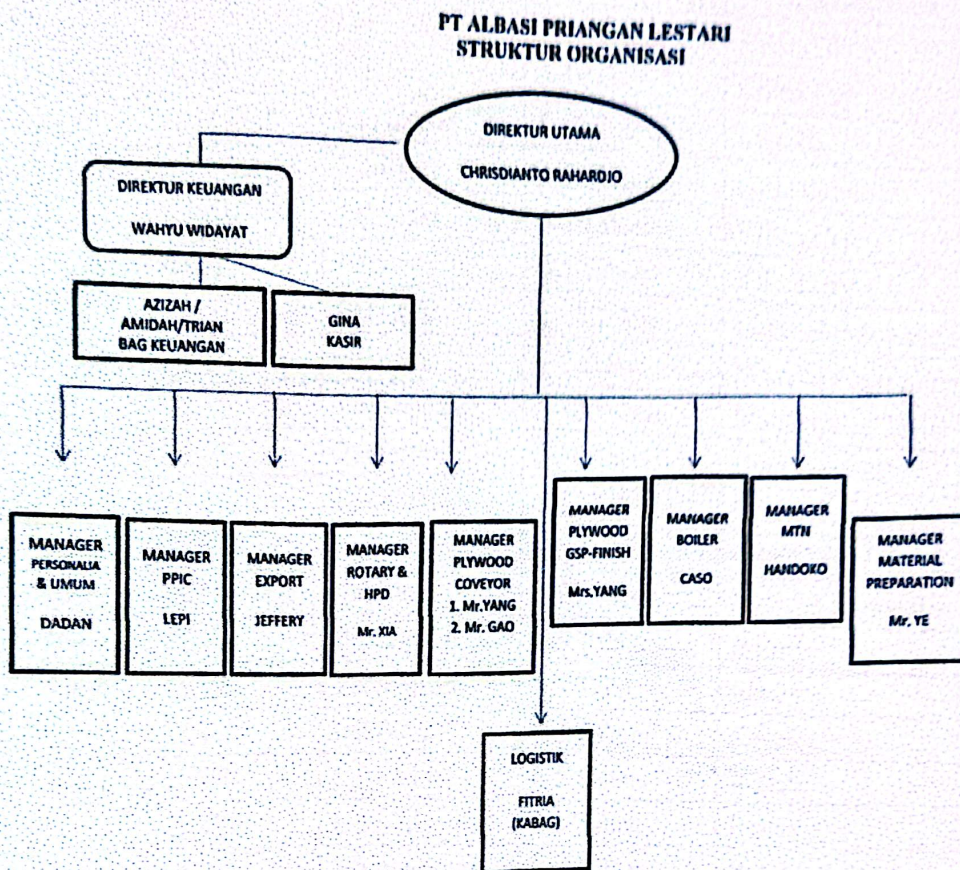 PT ALBASI PRIANGAN LESTARI
STRUKTUR ORGANISASI
DIREKTUR UTAMA
CHRISDIANTO RAHARDJO
DIREKTUR KEUANGAN
WAHYU WIDAYAT
AZIZAH /
AMIDAH/TRIAN
BAG KEUANGAN
GINA
KASIR
MANAGER
PERSONALIA
& UMUM
DADAN
MANAGER
PPIC
LEPI
MANAGER
EXPORT
JEFFERY
MANAGER
ROTARY &
HPD
Mr. XIA
MANAGER
PLYWOOD
COVEYOR
1. Mr.YANG
2. Mr. GAO
MANAGER
PLYWOOD
GSP-FINISH
Mrs.YANG
MANAGER
BOILER
CASO
MANAGER
MTN
HANDOKO
MANAGER
MATERIAL
PREPARATION
Mr. YE
LOGISTIK
FITRIA
(KABAG)